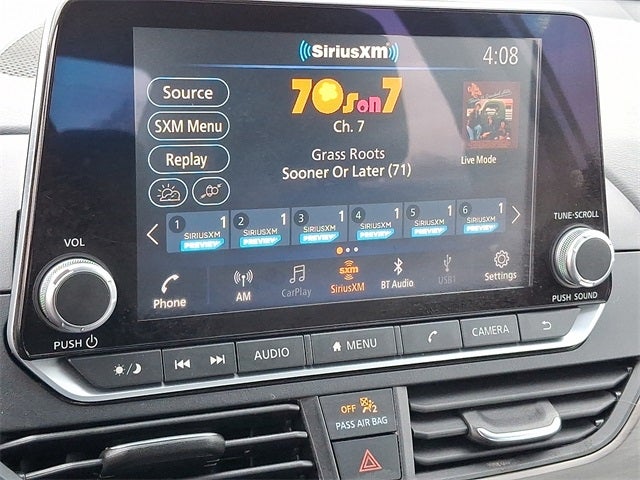 SiriusXM
4:08
Source
70s on 7
SXM Menu
Ch. 7
Replay
Grass Roots
Live Mode
Sooner Or Later (71)
1 SIRIUSXM PREVIEW 1
2 SIRIUSXM PREVIEW 1
3 SIRIUSXM PREVIEW 1
4 SIRIUSXM PREVIEW 1
5 SIRIUSXM PREVIEW 1
6 SIRIUSXM PREVIEW 1
TUNE·SCROLL
VOL
Phone
AM
CarPlay
sxm
SiriusXM
BT Audio
USB1
Settings
PUSH SOUND
PUSH
AUDIO
MENU
CAMERA
OFF 2
PASS AIR BAG